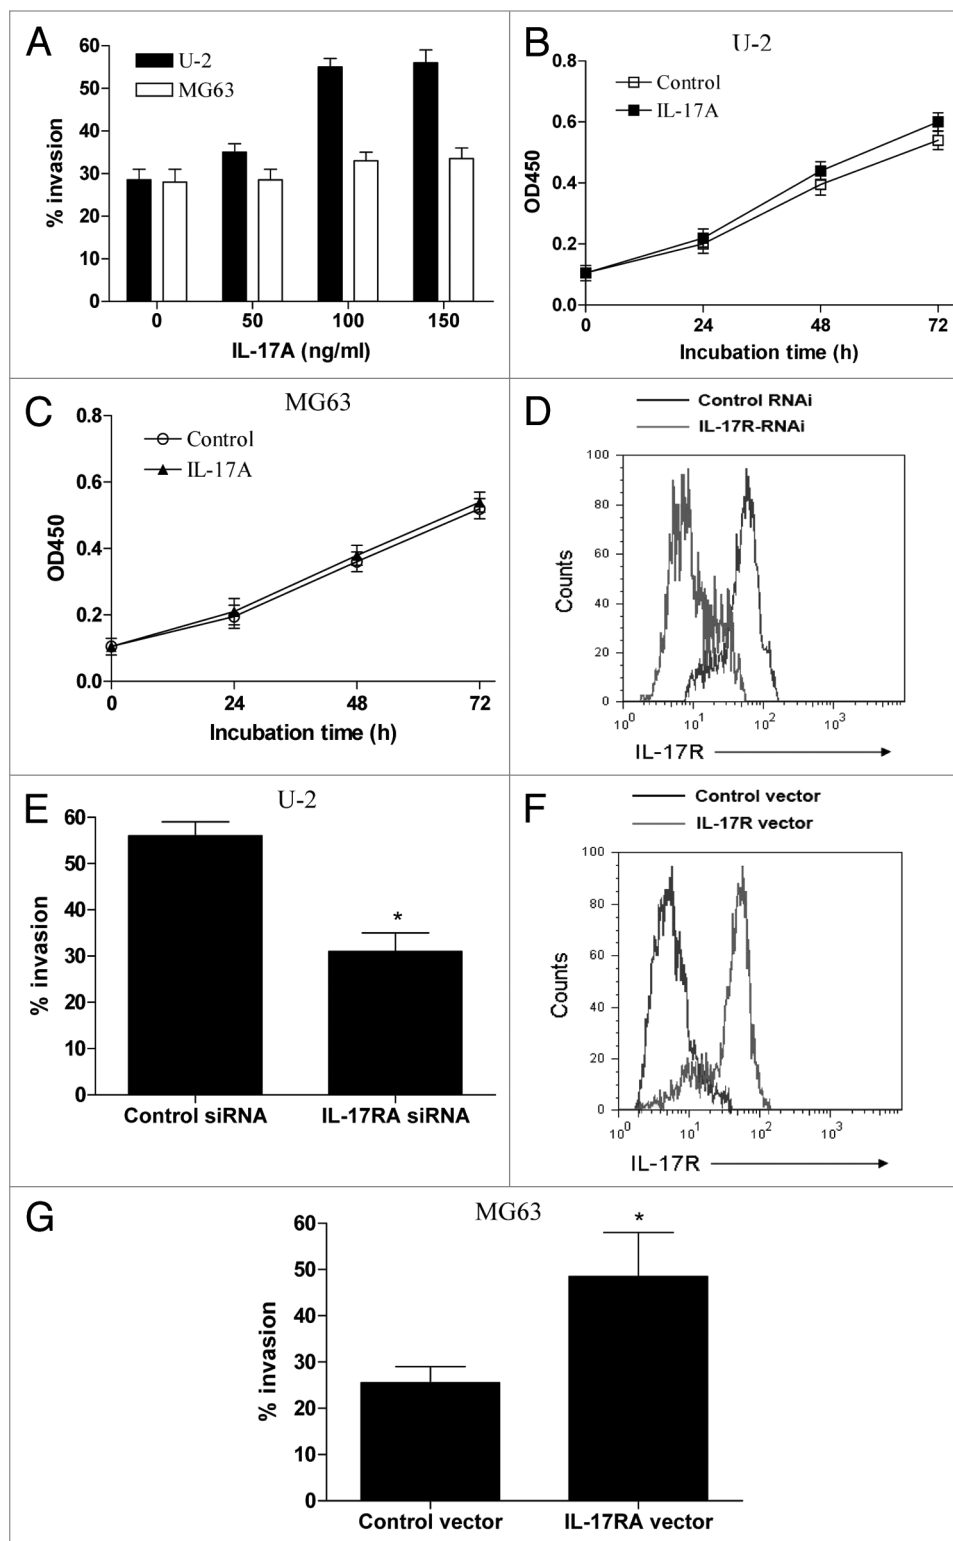 A
U-2
MG63
60
50
40
30
20
10
0
% invasion
0 50 100 150
IL-17A (ng/ml)
B
U-2
Control
IL-17A
0.8
0.6
0.4
0.2
0.0
OD450
0 24 48 72
Incubation time (h)
C
MG63
Control
IL-17A
0.8
0.6
0.4
0.2
0.0
OD450
0 24 48 72
Incubation time (h)
D
Control RNAi
IL-17R-RNAi
100
80
60
40
20
0
Counts
10⁰ 10¹ 10² 10³
IL-17R
E
U-2
60
50
40
30
20
10
0
% invasion
*
Control siRNA IL-17RA siRNA
F
Control vector
IL-17R vector
100
80
60
40
20
0
Counts
10⁰ 10¹ 10² 10³
IL-17R
G
MG63
60
50
40
30
20
10
0
% invasion
*
Control vector IL-17RA vector